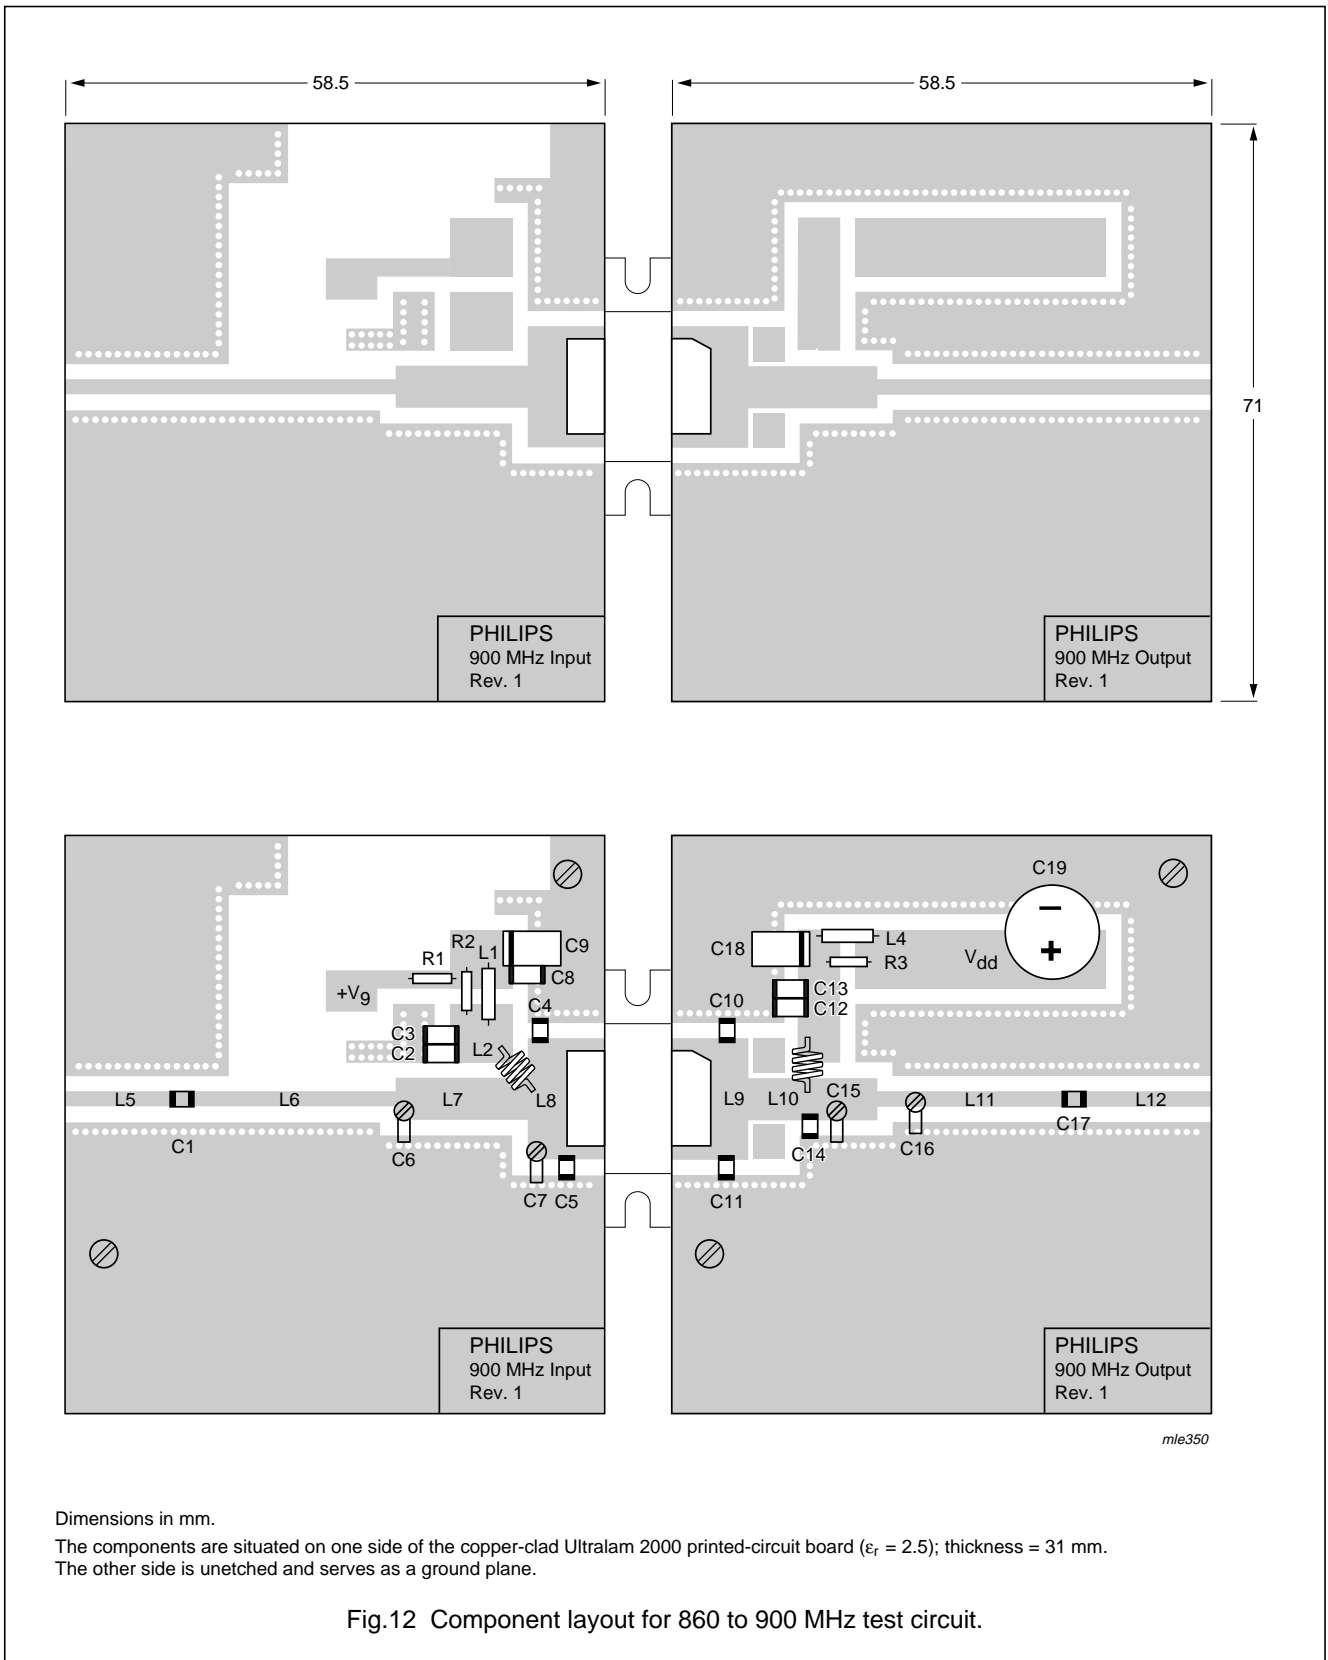 58.5
58.5
71
PHILIPS
900 MHz Input
Rev. 1
PHILIPS
900 MHz Output
Rev. 1
C19
R2
L1
C9
C18
L4
R1
C8
R3
Vdd
+V9
C4
C10
C13
C12
C3
C2
L2
L5
L6
L7
L8
L9
L10
C15
L11
L12
C1
C6
C14
C16
C17
C7
C5
C11
PHILIPS
900 MHz Input
Rev. 1
PHILIPS
900 MHz Output
Rev. 1
mle350
Dimensions in mm.
The components are situated on one side of the copper-clad Ultralam 2000 printed-circuit board (εr = 2.5); thickness = 31 mm.
The other side is unetched and serves as a ground plane.
Fig.12 Component layout for 860 to 900 MHz test circuit.